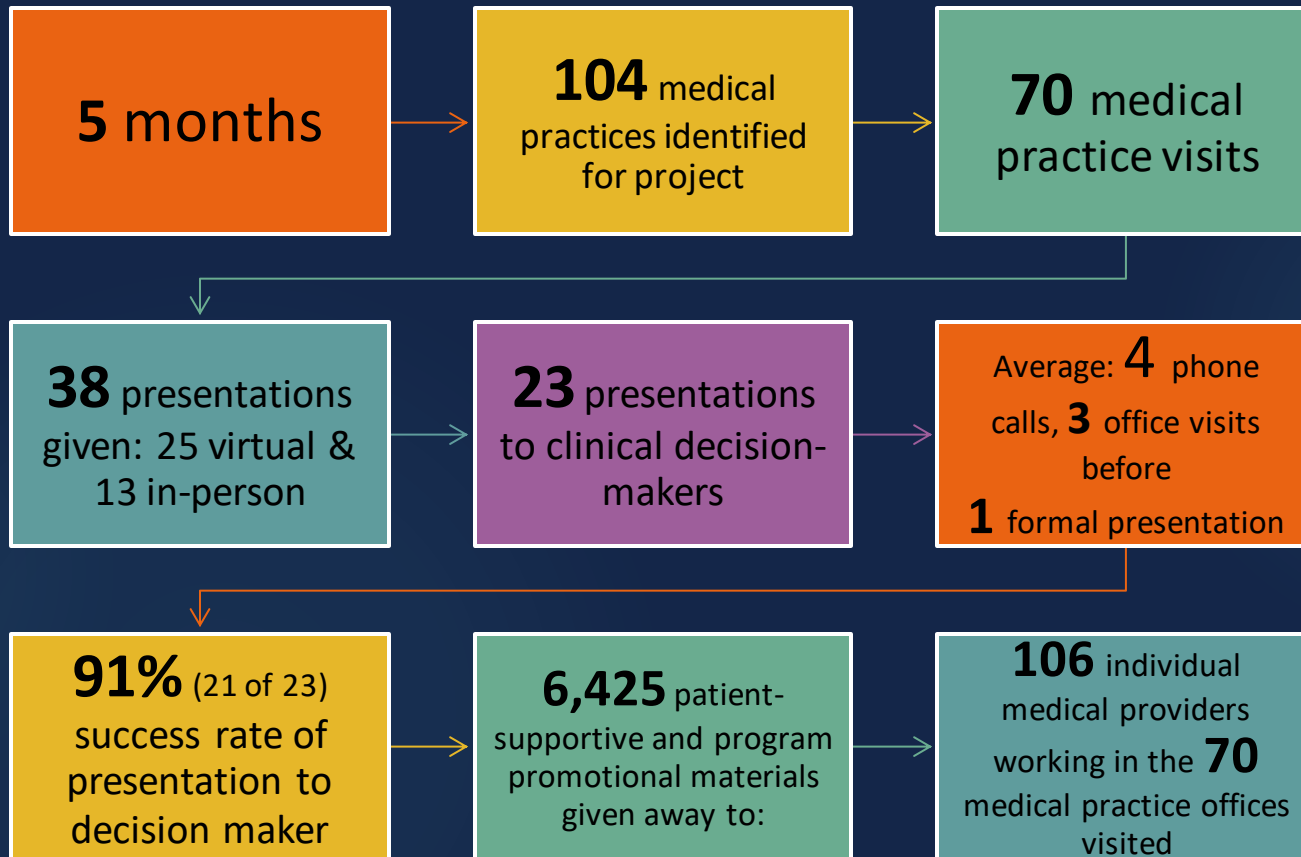 5 months
104 medical
practices identified
for project
70 medical
practice visits
38 presentations
given: 25 virtual &
13 in-person
23 presentations
to clinical decision-
makers
Average: 4 phone
calls, 3 office visits
before
1 formal presentation
91% (21 of 23)
success rate of
presentation to
decision maker
6,425 patient-
supportive and program
promotional materials
given away to:
106 individual
medical providers
working in the 70
medical practice offices
visited